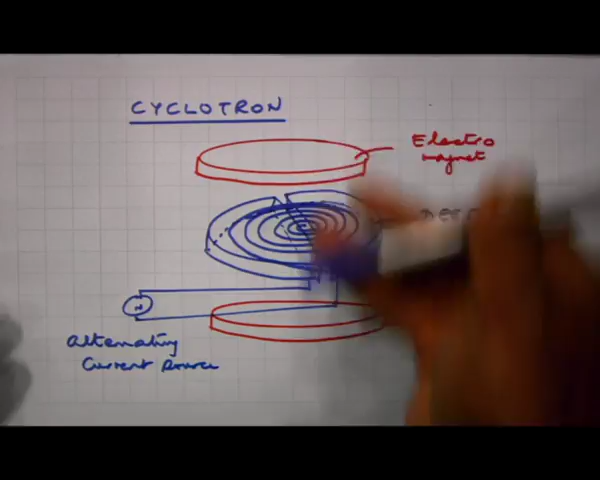 CYCLOTRON
Electro
magnet
Alternating
Current Source